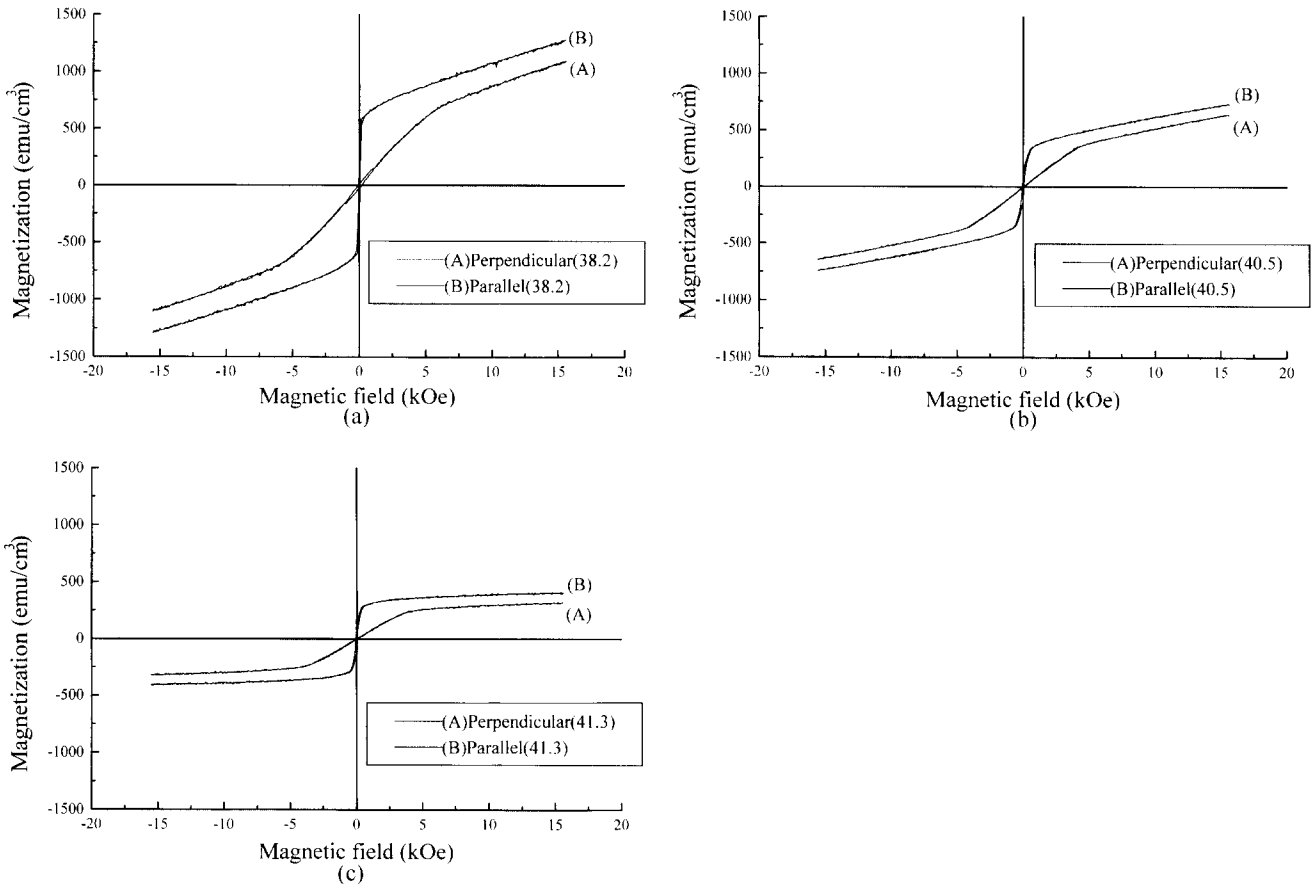 1500
1000
500
0
-500
-1000
-1500
-20 -15 -10 -5 0 5 10 15 20
Magnetization (emu/cm³)
Magnetic field (kOe)
(B)
(A)
(A)Perpendicular(38.2)
(B)Parallel(38.2)
(a)
1500
1000
500
0
-500
-1000
-1500
-20 -15 -10 -5 0 5 10 15 20
Magnetization (emu/cm³)
Magnetic field (kOe)
(B)
(A)
(A)Perpendicular(40.5)
(B)Parallel(40.5)
(b)
1500
1000
500
0
-500
-1000
-1500
-20 -15 -10 -5 0 5 10 15 20
Magnetization (emu/cm³)
Magnetic field (kOe)
(B)
(A)
(A)Perpendicular(41.3)
(B)Parallel(41.3)
(c)